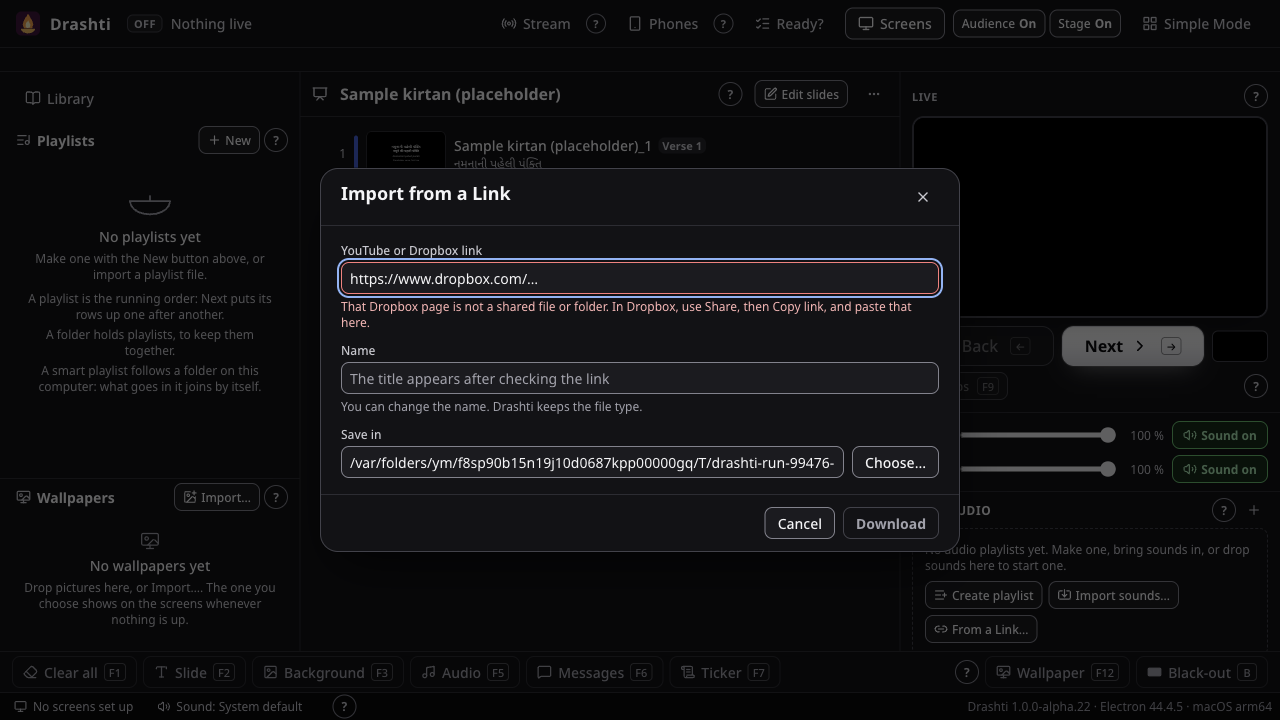 Drashti OFF Nothing live Stream ? Phones ? Ready? Screens Audience On Stage On Simple Mode
Library
Playlists + New ?
No playlists yet
Make one with the New button above, or
import a playlist file.
A playlist is the running order: Next puts its
rows up one after another.
A folder holds playlists, to keep them
together.
A smart playlist follows a folder on this
computer: what goes in it joins by itself.
Wallpapers Import... ?
No wallpapers yet
Drop pictures here, or Import.... The one you
choose shows on the screens whenever
nothing is up.
Sample kirtan (placeholder) ? Edit slides ...
1 Sample kirtan (placeholder)_1 Verse 1
નમનાની પહેલી પંક્તિ
Import from a Link
YouTube or Dropbox link
https://www.dropbox.com/...
That Dropbox page is not a shared file or folder. In Dropbox, use Share, then Copy link, and paste that
here.
Name
The title appears after checking the link
You can change the name. Drashti keeps the file type.
Save in
/var/folders/ym/f8sp90b15n19j10d0687kpp00000gq/T/drashti-run-99476- Choose...
Cancel Download
LIVE ?
Back Next
F9 ?
100 % Sound on
100 % Sound on
? +
No audio playlists yet. Make one, bring sounds in, or drop
sounds here to start one.
Create playlist Import sounds...
From a Link...
Clear all F1 Slide F2 Background F3 Audio F5 Messages F6 Ticker F7 ? Wallpaper F12 Black-out B
No screens set up Sound: System default ? Drashti 1.0.0-alpha.22 · Electron 44.4.5 · macOS arm64